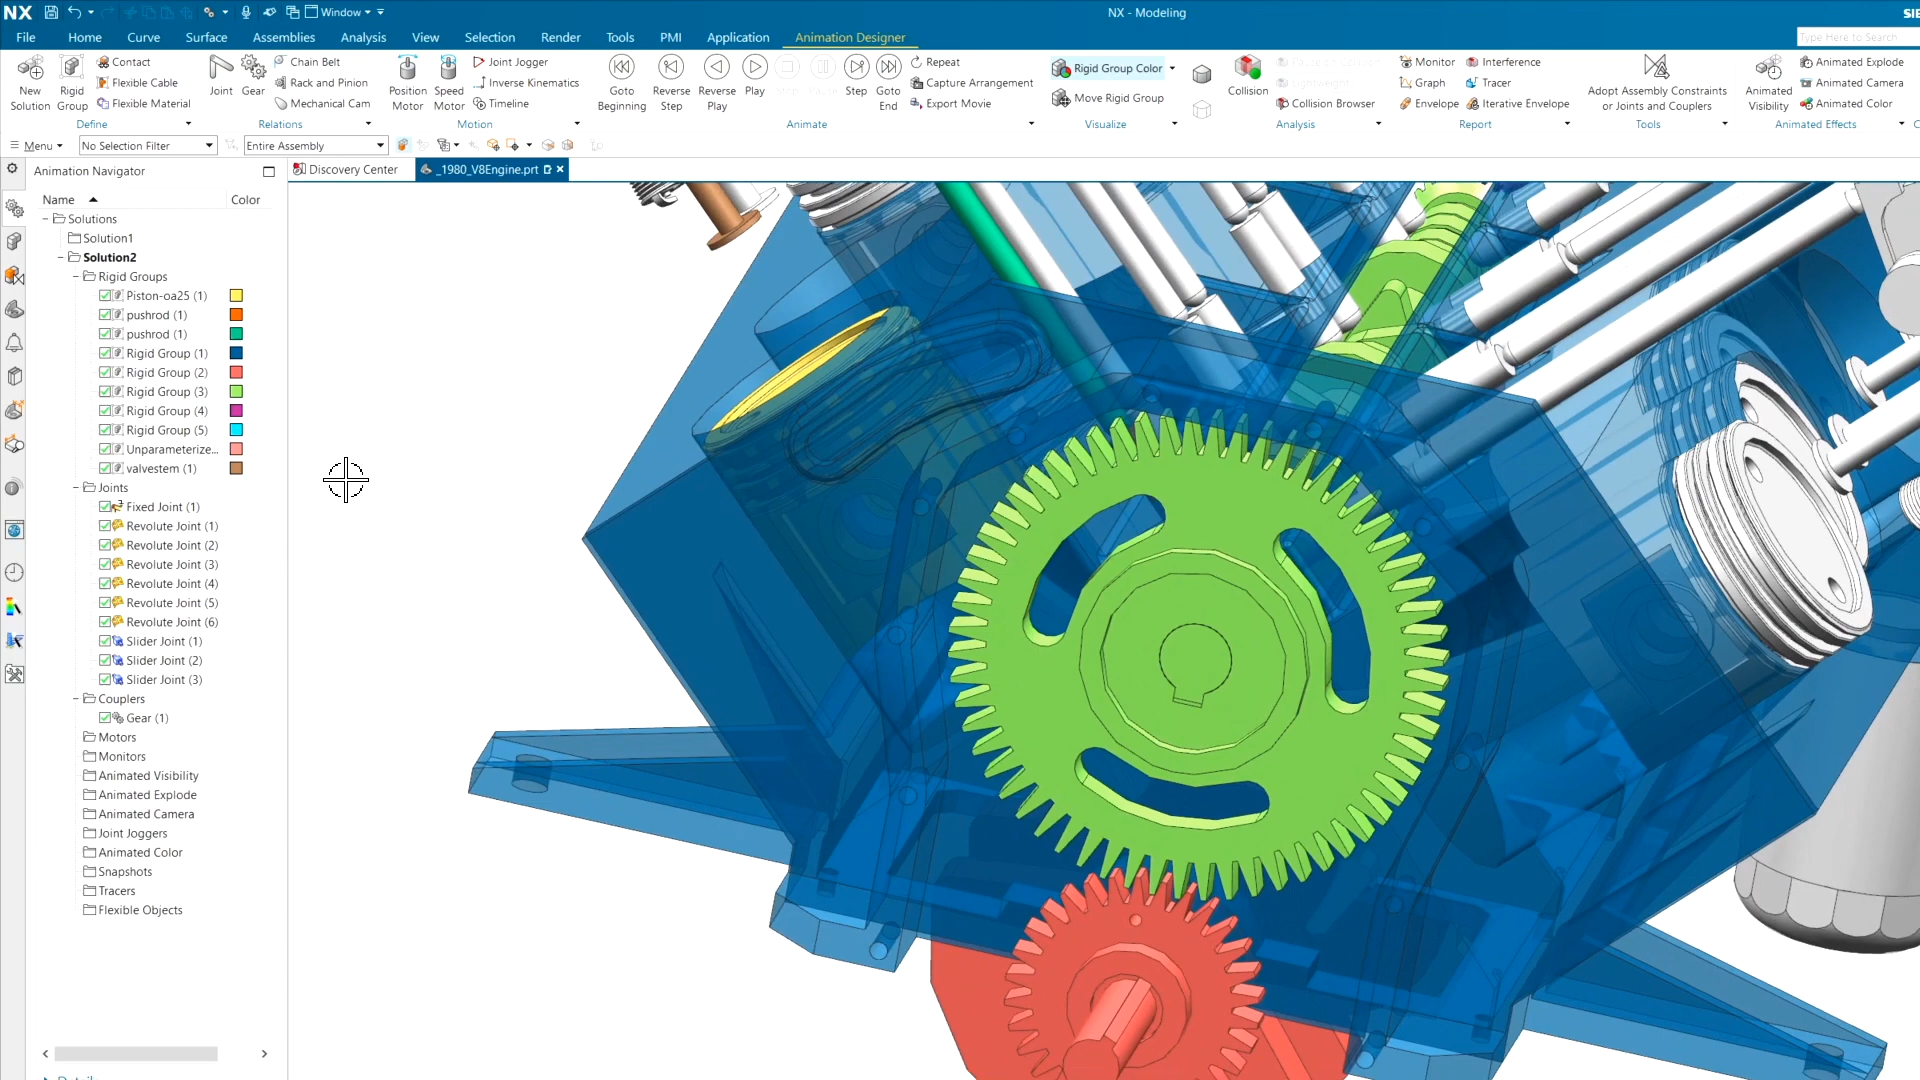 NX
Window
NX - Modeling
SIE
File Home Curve Surface Assemblies Analysis View Selection Render Tools PMI Application Animation Designer
Type Here to Search
New Solution
Rigid Group
Contact
Flexible Cable
Flexible Material
Define
Joint
Gear
Chain Belt
Rack and Pinion
Mechanical Cam
Relations
Position Motor
Speed Motor
Joint Jogger
Inverse Kinematics
Timeline
Motion
Goto Beginning
Reverse Step
Reverse Play
Play
Step
Goto End
Repeat
Capture Arrangement
Export Movie
Animate
Rigid Group Color
Move Rigid Group
Visualize
Collision
Collision Browser
Analysis
Monitor
Graph
Envelope
Interference
Tracer
Iterative Envelope
Report
Adopt Assembly Constraints or Joints and Couplers
Tools
Animated Visibility
Animated Explode
Animated Camera
Animated Color
Animated Effects
Menu
No Selection Filter
Entire Assembly
Animation Navigator
Discovery Center
_1980_V8Engine.prt
Name Color
Solutions
Solution1
Solution2
Rigid Groups
Piston-oa25 (1)
pushrod (1)
pushrod (1)
Rigid Group (1)
Rigid Group (2)
Rigid Group (3)
Rigid Group (4)
Rigid Group (5)
Unparameterize...
valvestem (1)
Joints
Fixed Joint (1)
Revolute Joint (1)
Revolute Joint (2)
Revolute Joint (3)
Revolute Joint (4)
Revolute Joint (5)
Revolute Joint (6)
Slider Joint (1)
Slider Joint (2)
Slider Joint (3)
Couplers
Gear (1)
Motors
Monitors
Animated Visibility
Animated Explode
Animated Camera
Joint Joggers
Animated Color
Snapshots
Tracers
Flexible Objects